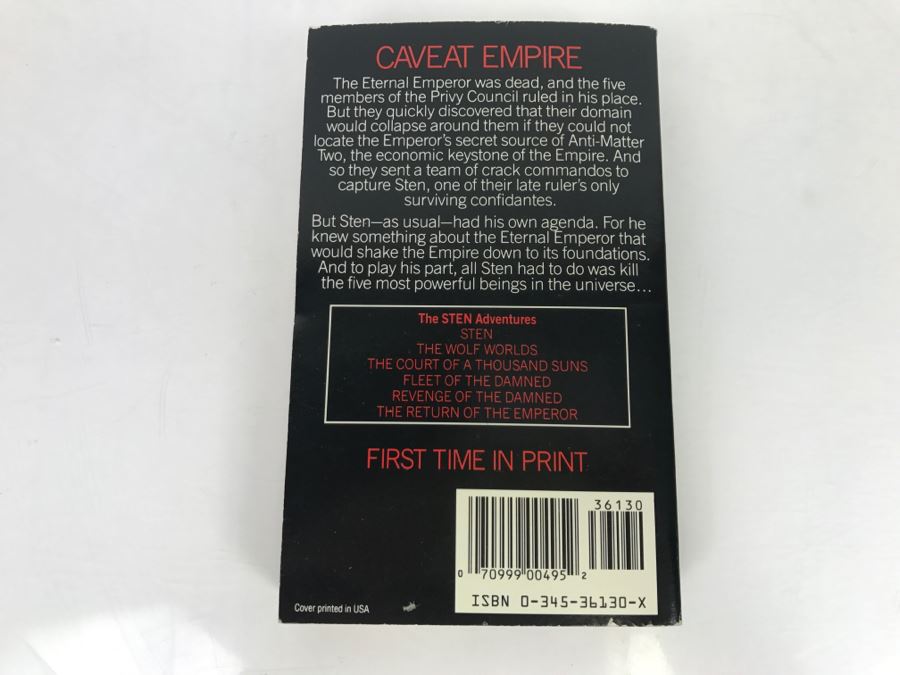 CAVEAT EMPIRE
The Eternal Emperor was dead, and the five
members of the Privy Council ruled in his place.
But they quickly discovered that their domain
would collapse around them if they could not
locate the Emperor's secret source of Anti-Matter
Two, the economic keystone of the Empire. And
so they sent a team of crack commandos to
capture Sten, one of their late ruler's only
surviving confidantes.
But Sten—as usual—had his own agenda. For he
knew something about the Eternal Emperor that
would shake the Empire down to its foundations.
And to play his part, all Sten had to do was kill
the five most powerful beings in the universe...
The STEN Adventures
STEN
THE WOLF WORLDS
THE COURT OF A THOUSAND SUNS
FLEET OF THE DAMNED
REVENGE OF THE DAMNED
THE RETURN OF THE EMPEROR
FIRST TIME IN PRINT
36130
0 70999 00495 2
ISBN 0-345-36130-X
Cover printed in USA